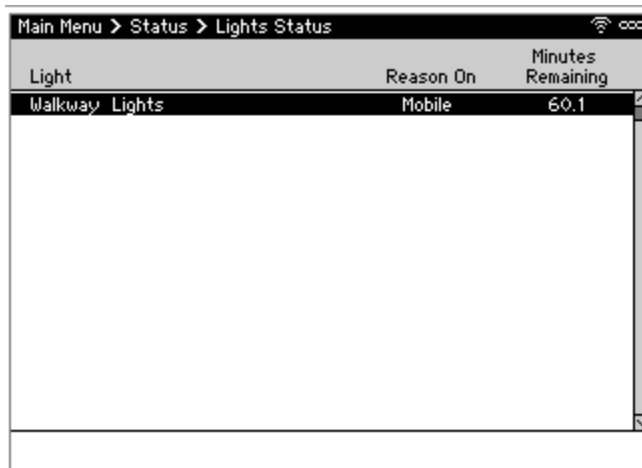 Main Menu > Status > Lights Status
Light Reason On Minutes Remaining
Walkway Lights Mobile 60.1